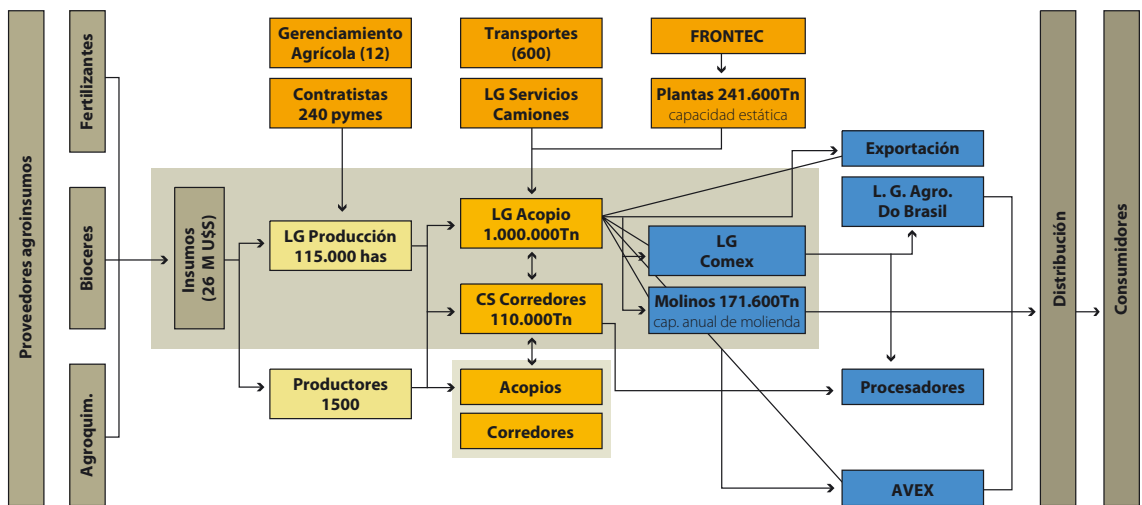 Proveedores agroinsumos
Fertilizantes
Bioceres
Agroquim.
Insumos
(26 M U$S)
Gerenciamiento
Agrícola (12)
Contratistas
240 pymes
LG Producción
115.000 has
Productores
1500
Transportes
(600)
LG Servicios
Camiones
LG Acopio
1.000.000Tn
CS Corredores
110.000Tn
Acopios
Corredores
FRONTEC
Plantas 241.600Tn
capacidad estática
LG
Comex
Molinos 171.600Tn
cap. anual de molienda
Exportación
L. G. Agro.
Do Brasil
Procesadores
AVEX
Distribución
Consumidores